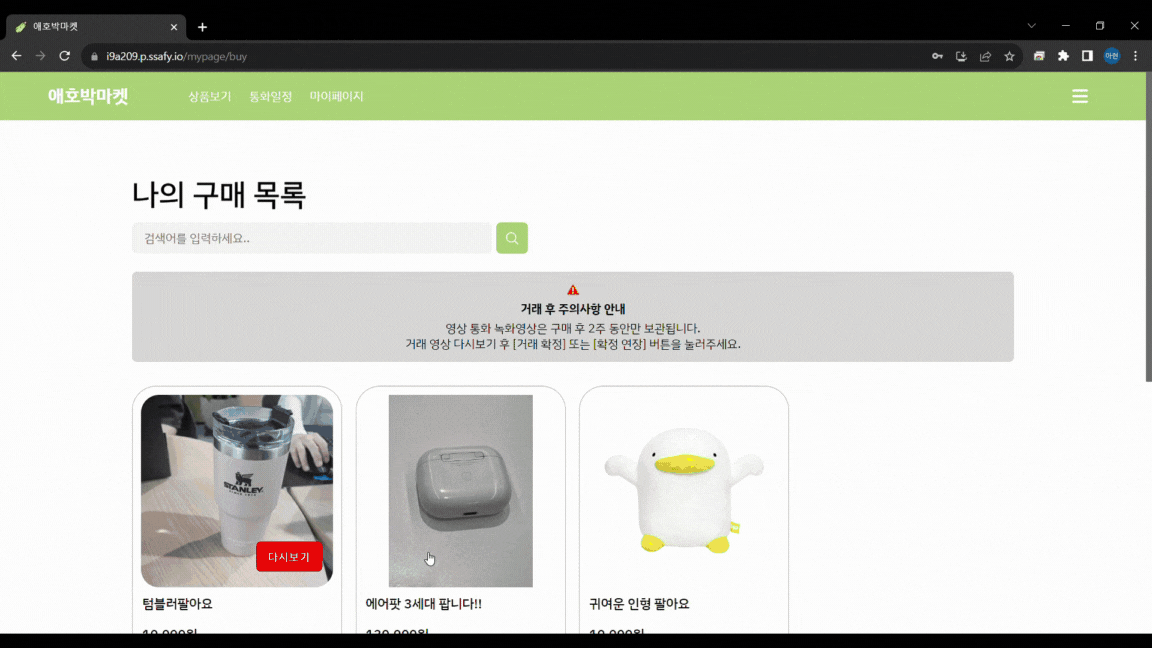 애호박마켓
i9a209.p.ssafy.io/mypage/buy
아현
애호박마켓 상품보기 통화일정 마이페이지
나의 구매 목록
검색어를 입력하세요..
거래 후 주의사항 안내
영상 통화 녹화영상은 구매 후 2주 동안만 보관됩니다.
거래 영상 다시보기 후 [거래 확정] 또는 [확정 연장] 버튼을 눌러주세요.
STANLEY
다시보기
텀블러팔아요
에어팟 3세대 팝니다!!
귀여운 인형 팔아요